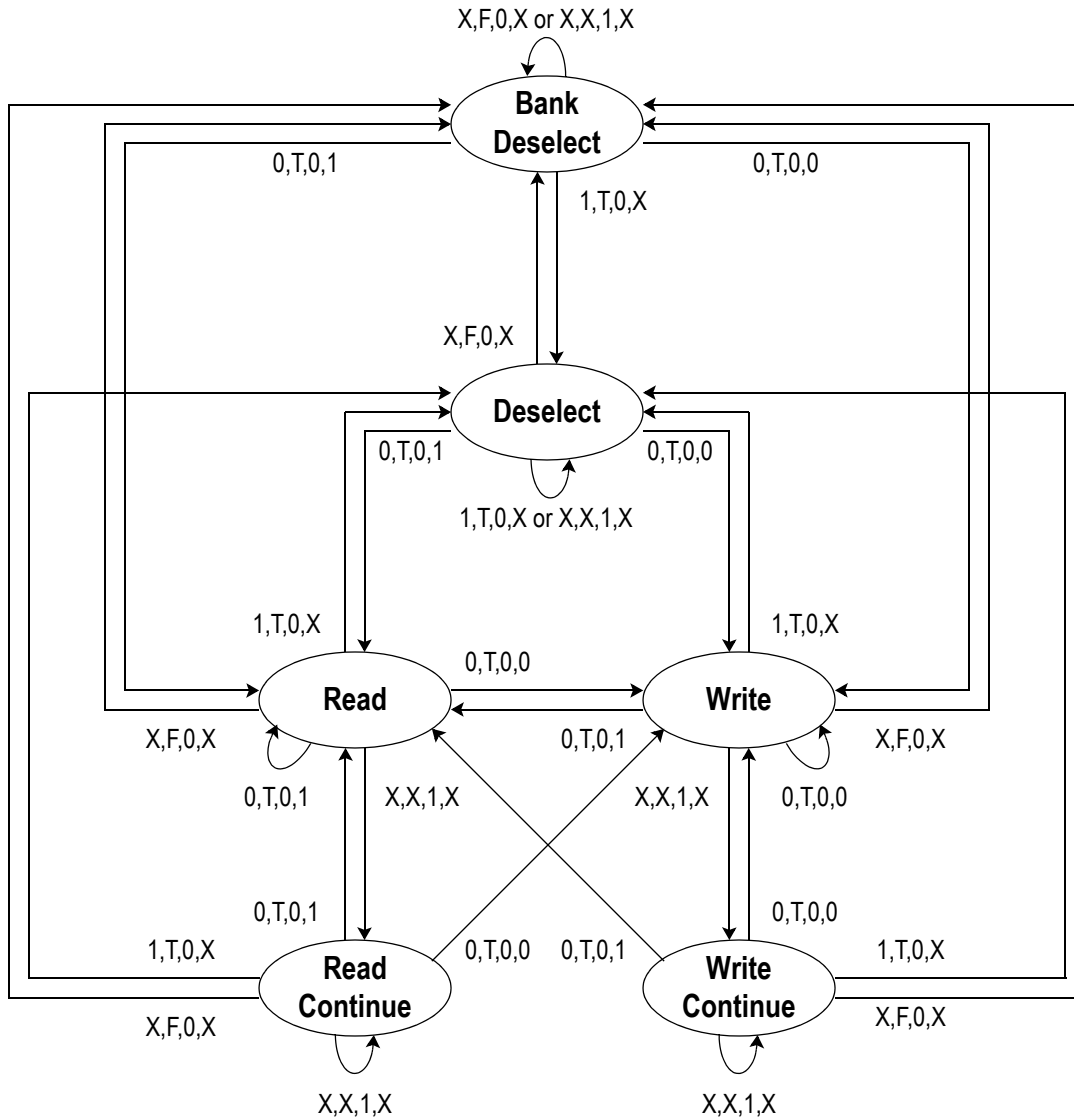 X,F,0,X or X,X,1,X
Bank
Deselect
0,T,0,1
0,T,0,0
1,T,0,X
X,F,0,X
Deselect
0,T,0,1
0,T,0,0
1,T,0,X or X,X,1,X
1,T,0,X
1,T,0,X
0,T,0,0
Read
Write
X,F,0,X
0,T,0,1
X,F,0,X
0,T,0,1
X,X,1,X
X,X,1,X
0,T,0,0
0,T,0,1
0,T,0,0
1,T,0,X
0,T,0,0
0,T,0,1
1,T,0,X
Read
Continue
Write
Continue
X,F,0,X
X,F,0,X
X,X,1,X
X,X,1,X